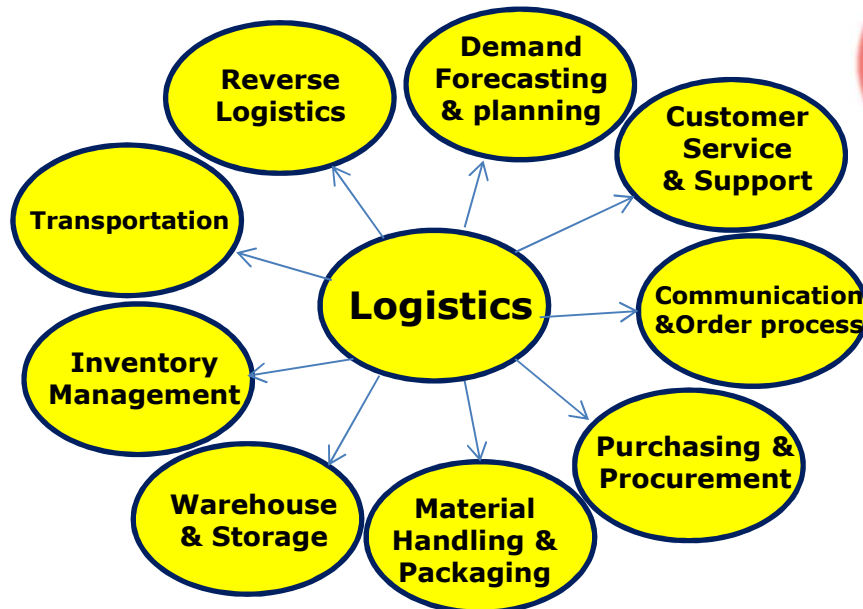 Demand
Forecasting
& planning
Reverse
Logistics
Customer
Service
& Support
Transportation
Logistics
Communication
&Order process
Inventory
Management
Purchasing &
Procurement
Warehouse
& Storage
Material
Handling &
Packaging